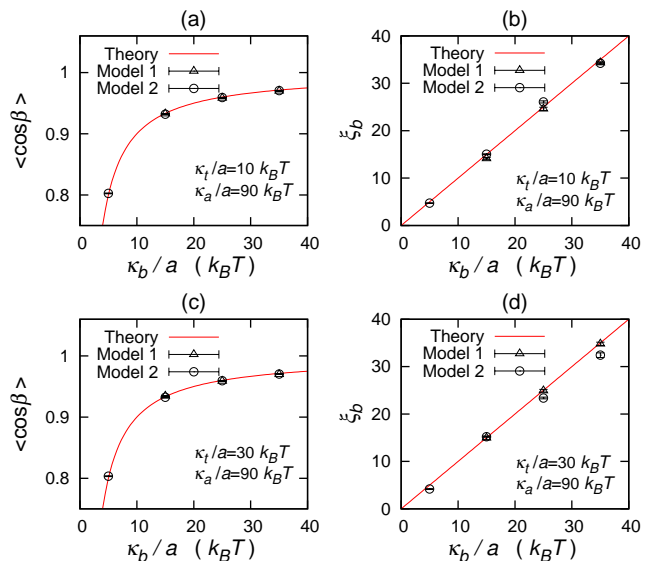 (a)
Theory
Model 1
Model 2
<cosβ>
1
0.9
0.8
κt/a=10 kBT
κa/a=90 kBT
0 10 20 30 40
κb/a (kBT)
(b)
Theory
Model 1
Model 2
ξb
40
30
20
10
0
κt/a=10 kBT
κa/a=90 kBT
0 10 20 30 40
κb/a (kBT)
(c)
Theory
Model 1
Model 2
<cosβ>
1
0.9
0.8
κt/a=30 kBT
κa/a=90 kBT
0 10 20 30 40
κb/a (kBT)
(d)
Theory
Model 1
Model 2
ξb
40
30
20
10
0
κt/a=30 kBT
κa/a=90 kBT
0 10 20 30 40
κb/a (kBT)